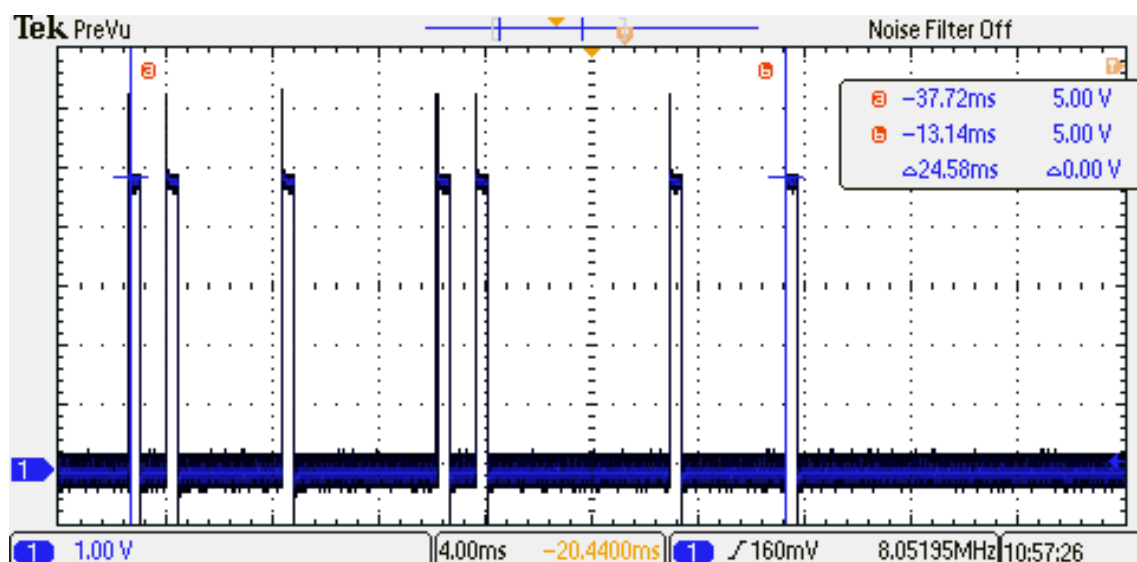 Tek PreVu Noise Filter Off
T
a b T
a −37.72ms 5.00 V
b −13.14ms 5.00 V
△24.58ms △0.00 V
1
1 1.00 V 4.00ms −20.4400ms 1 ∕ 160mV 8.05195MHz 10:57:26